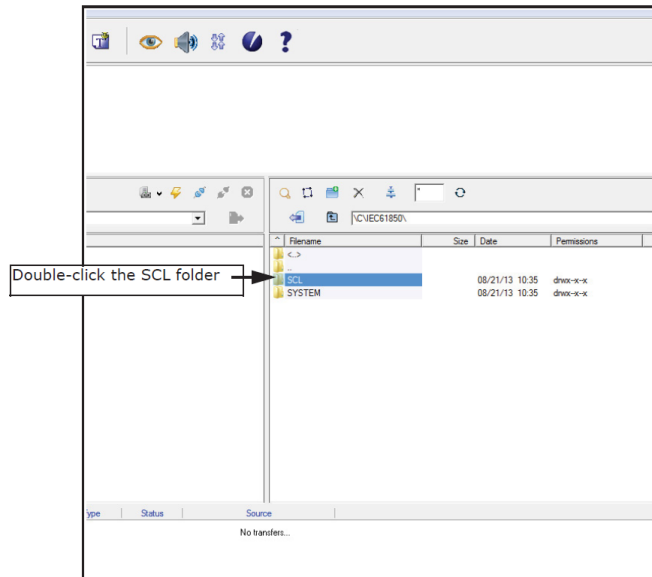 "
\C\IEC61850\
^ Filename Size Date Permissions
<..>
..
Double-click the SCL folder
SCL 08/21/13 10:35 drwx-x-x
SYSTEM 08/21/13 10:35 drwx-x-x
ype Status Source
No transfers...